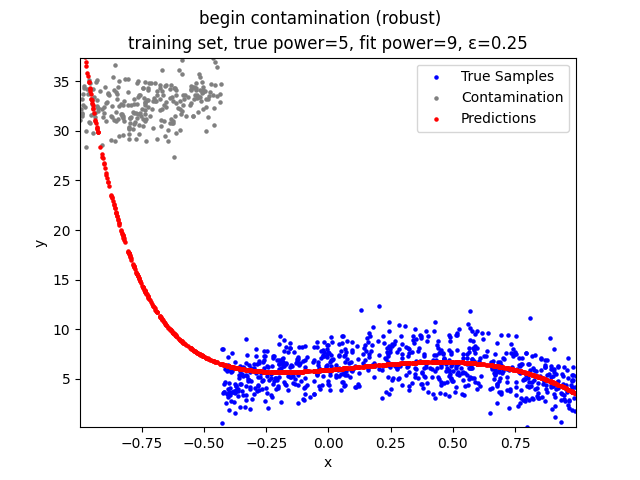 begin contamination (robust)
training set, true power=5, fit power=9, ε=0.25
True Samples
Contamination
Predictions
35
30
25
20
15
10
5
y
−0.75
−0.50
−0.25
0.00
0.25
0.50
0.75
x